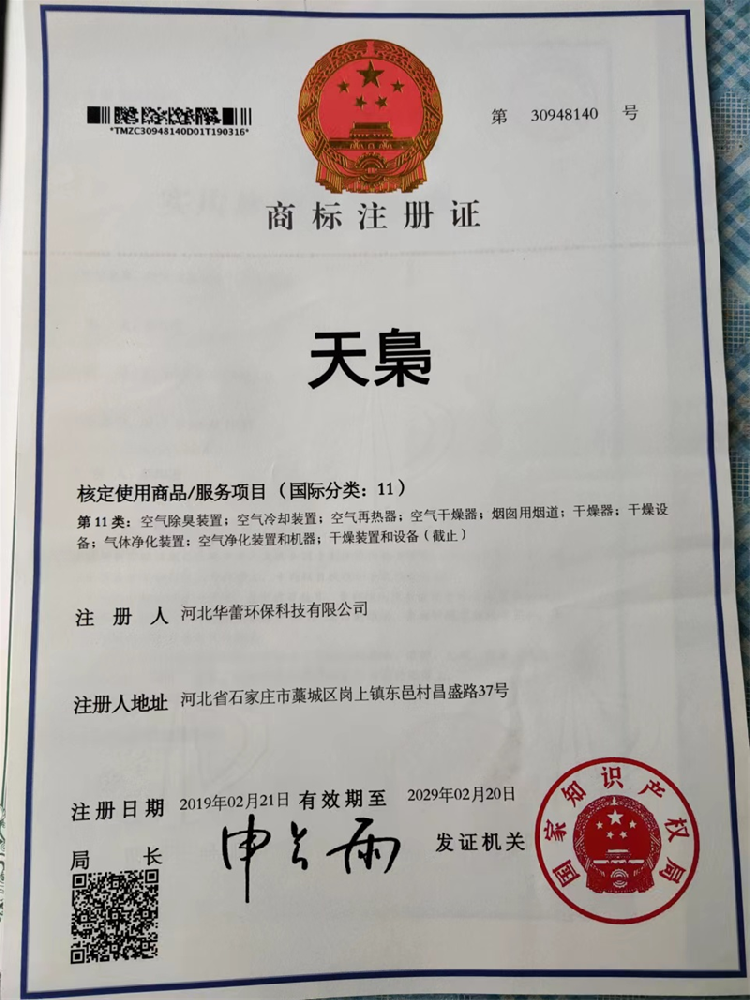 *TMZC30948140D01T190316*
第 30948140 号
商标注册证
天梟
核定使用商品/服务项目（国际分类：11）
第11类：空气除臭装置；空气冷却装置；空气再热器；空气干燥器；烟囱用烟道；干燥器；干燥设
备；气体净化装置；空气净化装置和机器；干燥装置和设备（截止）
注册人 河北华蕾环保科技有限公司
注册人地址 河北省石家庄市藁城区岗上镇东邑村昌盛路37号
注册日期 2019年02月21日 有效期至 2029年02月20日
局长 申长雨 发证机关
国家知识产权局